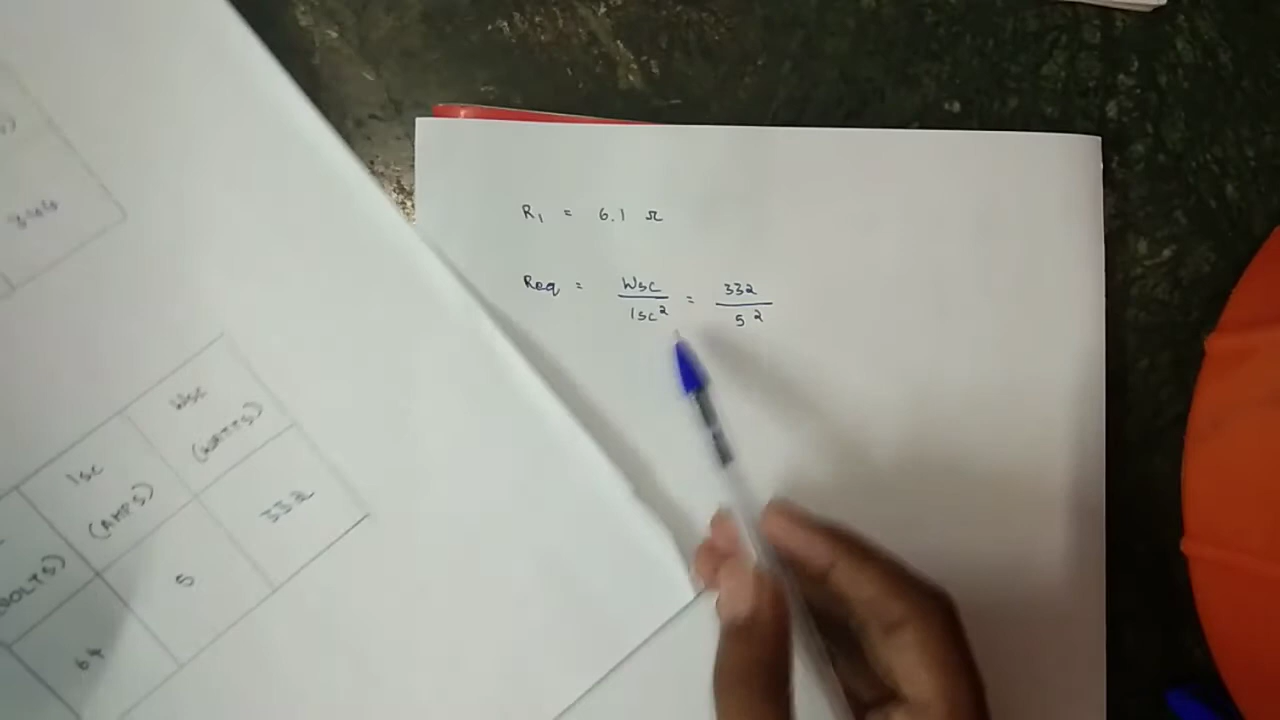 R₁ = 6.1 Ω
Req = Wsc / Isc² = 332 / 5²
Isc
(AMPS)
Wsc
(WATTS)
5
332
64